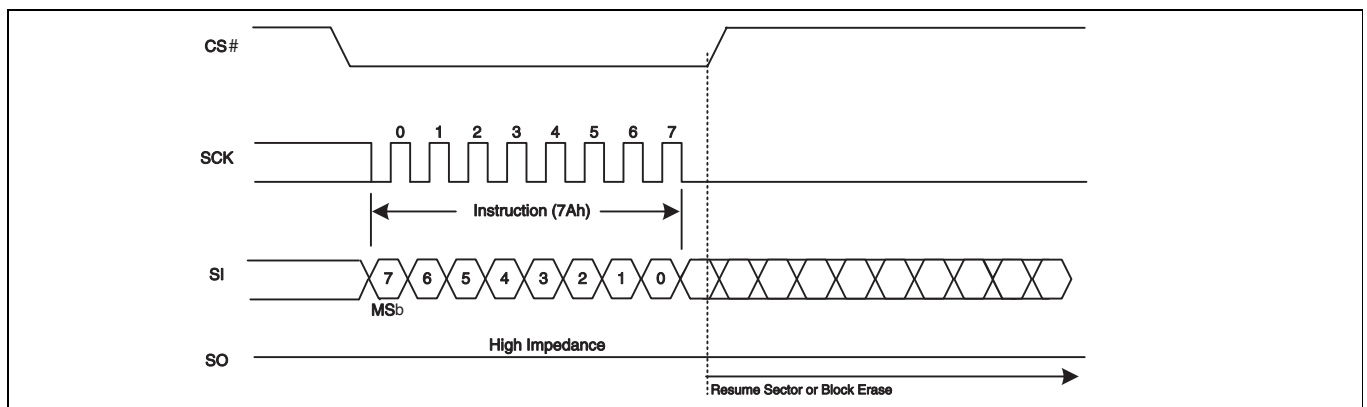 CS#
SCK
0 1 2 3 4 5 6 7
Instruction (7Ah)
SI
7 6 5 4 3 2 1 0
MSb
High Impedance
SO
Resume Sector or Block Erase